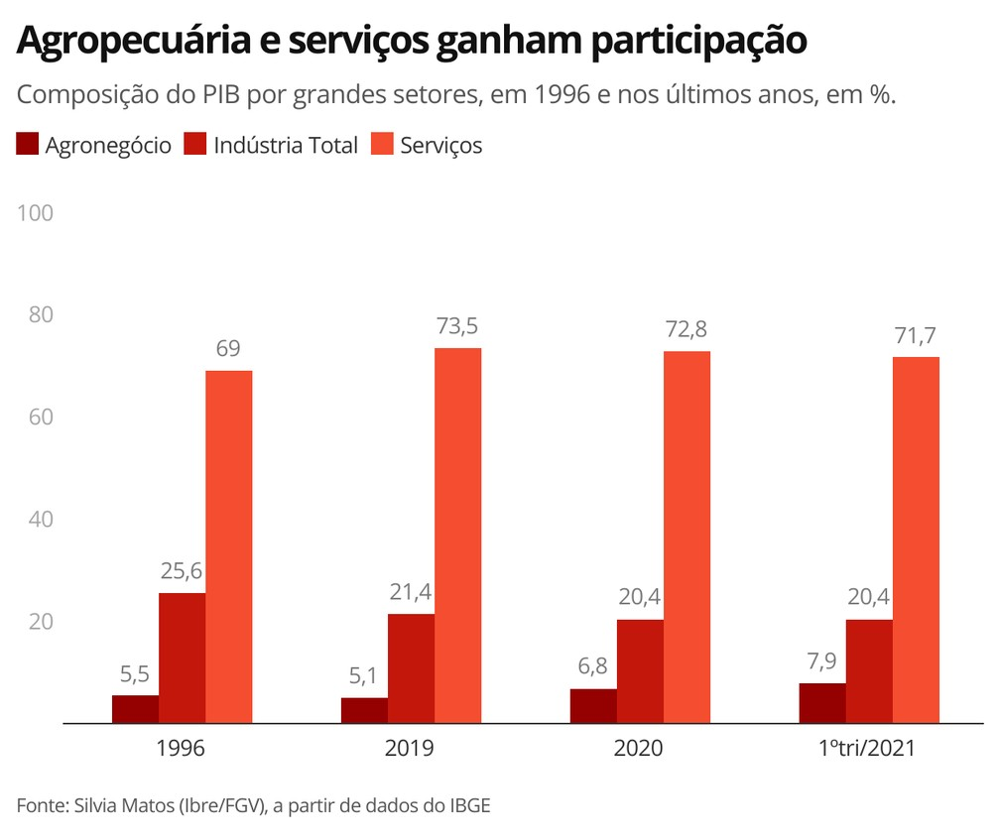 Agropecuária e serviços ganham participação
Composição do PIB por grandes setores, em 1996 e nos últimos anos, em %.
Agronegócio Indústria Total Serviços
100
80
60
40
20
5,5 25,6 69
5,1 21,4 73,5
6,8 20,4 72,8
7,9 20,4 71,7
1996 2019 2020 1ºtri/2021
Fonte: Silvia Matos (Ibre/FGV), a partir de dados do IBGE